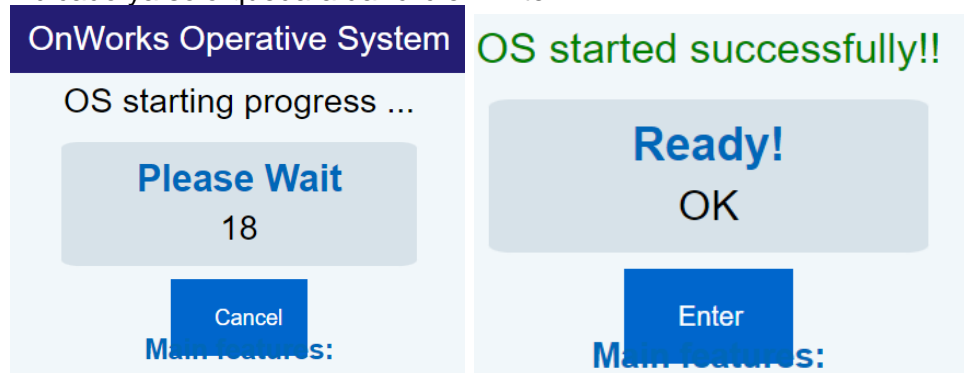 OnWorks Operative System
OS starting progress ...
Please Wait
18
Cancel
Main features:
OS started successfully!!
Ready!
OK
Enter
Main features: